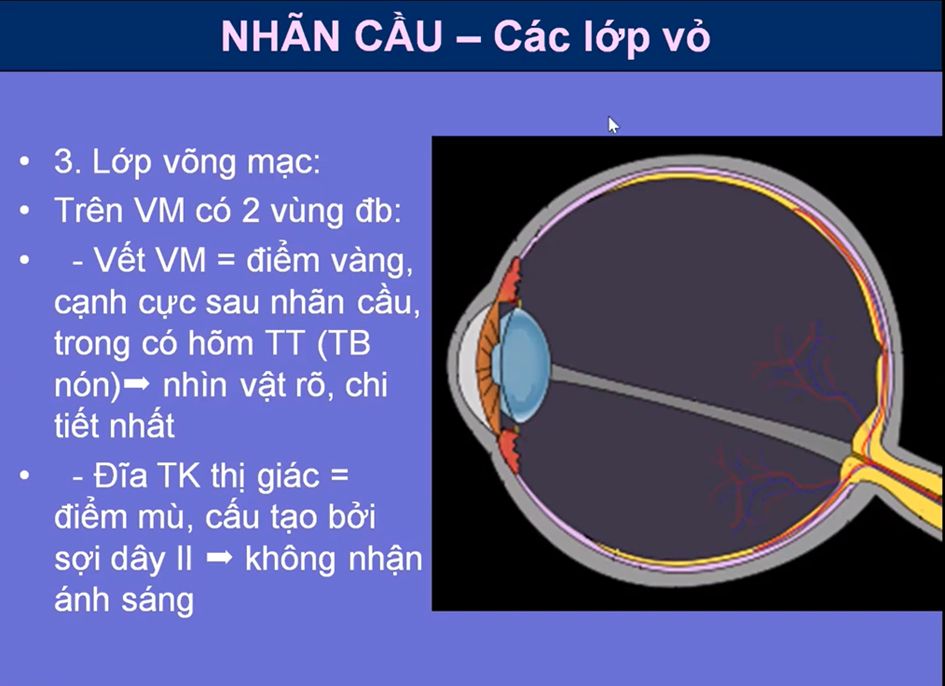 NHÃN CẦU – Các lớp vỏ
• 3. Lớp võng mạc:
• Trên VM có 2 vùng đb:
• - Vết VM = điểm vàng,
cạnh cực sau nhãn cầu,
trong có hõm TT (TB
nón)➡ nhìn vật rõ, chi
tiết nhất
• - Đĩa TK thị giác =
điểm mù, cấu tạo bởi
sợi dây II ➡ không nhận
ánh sáng